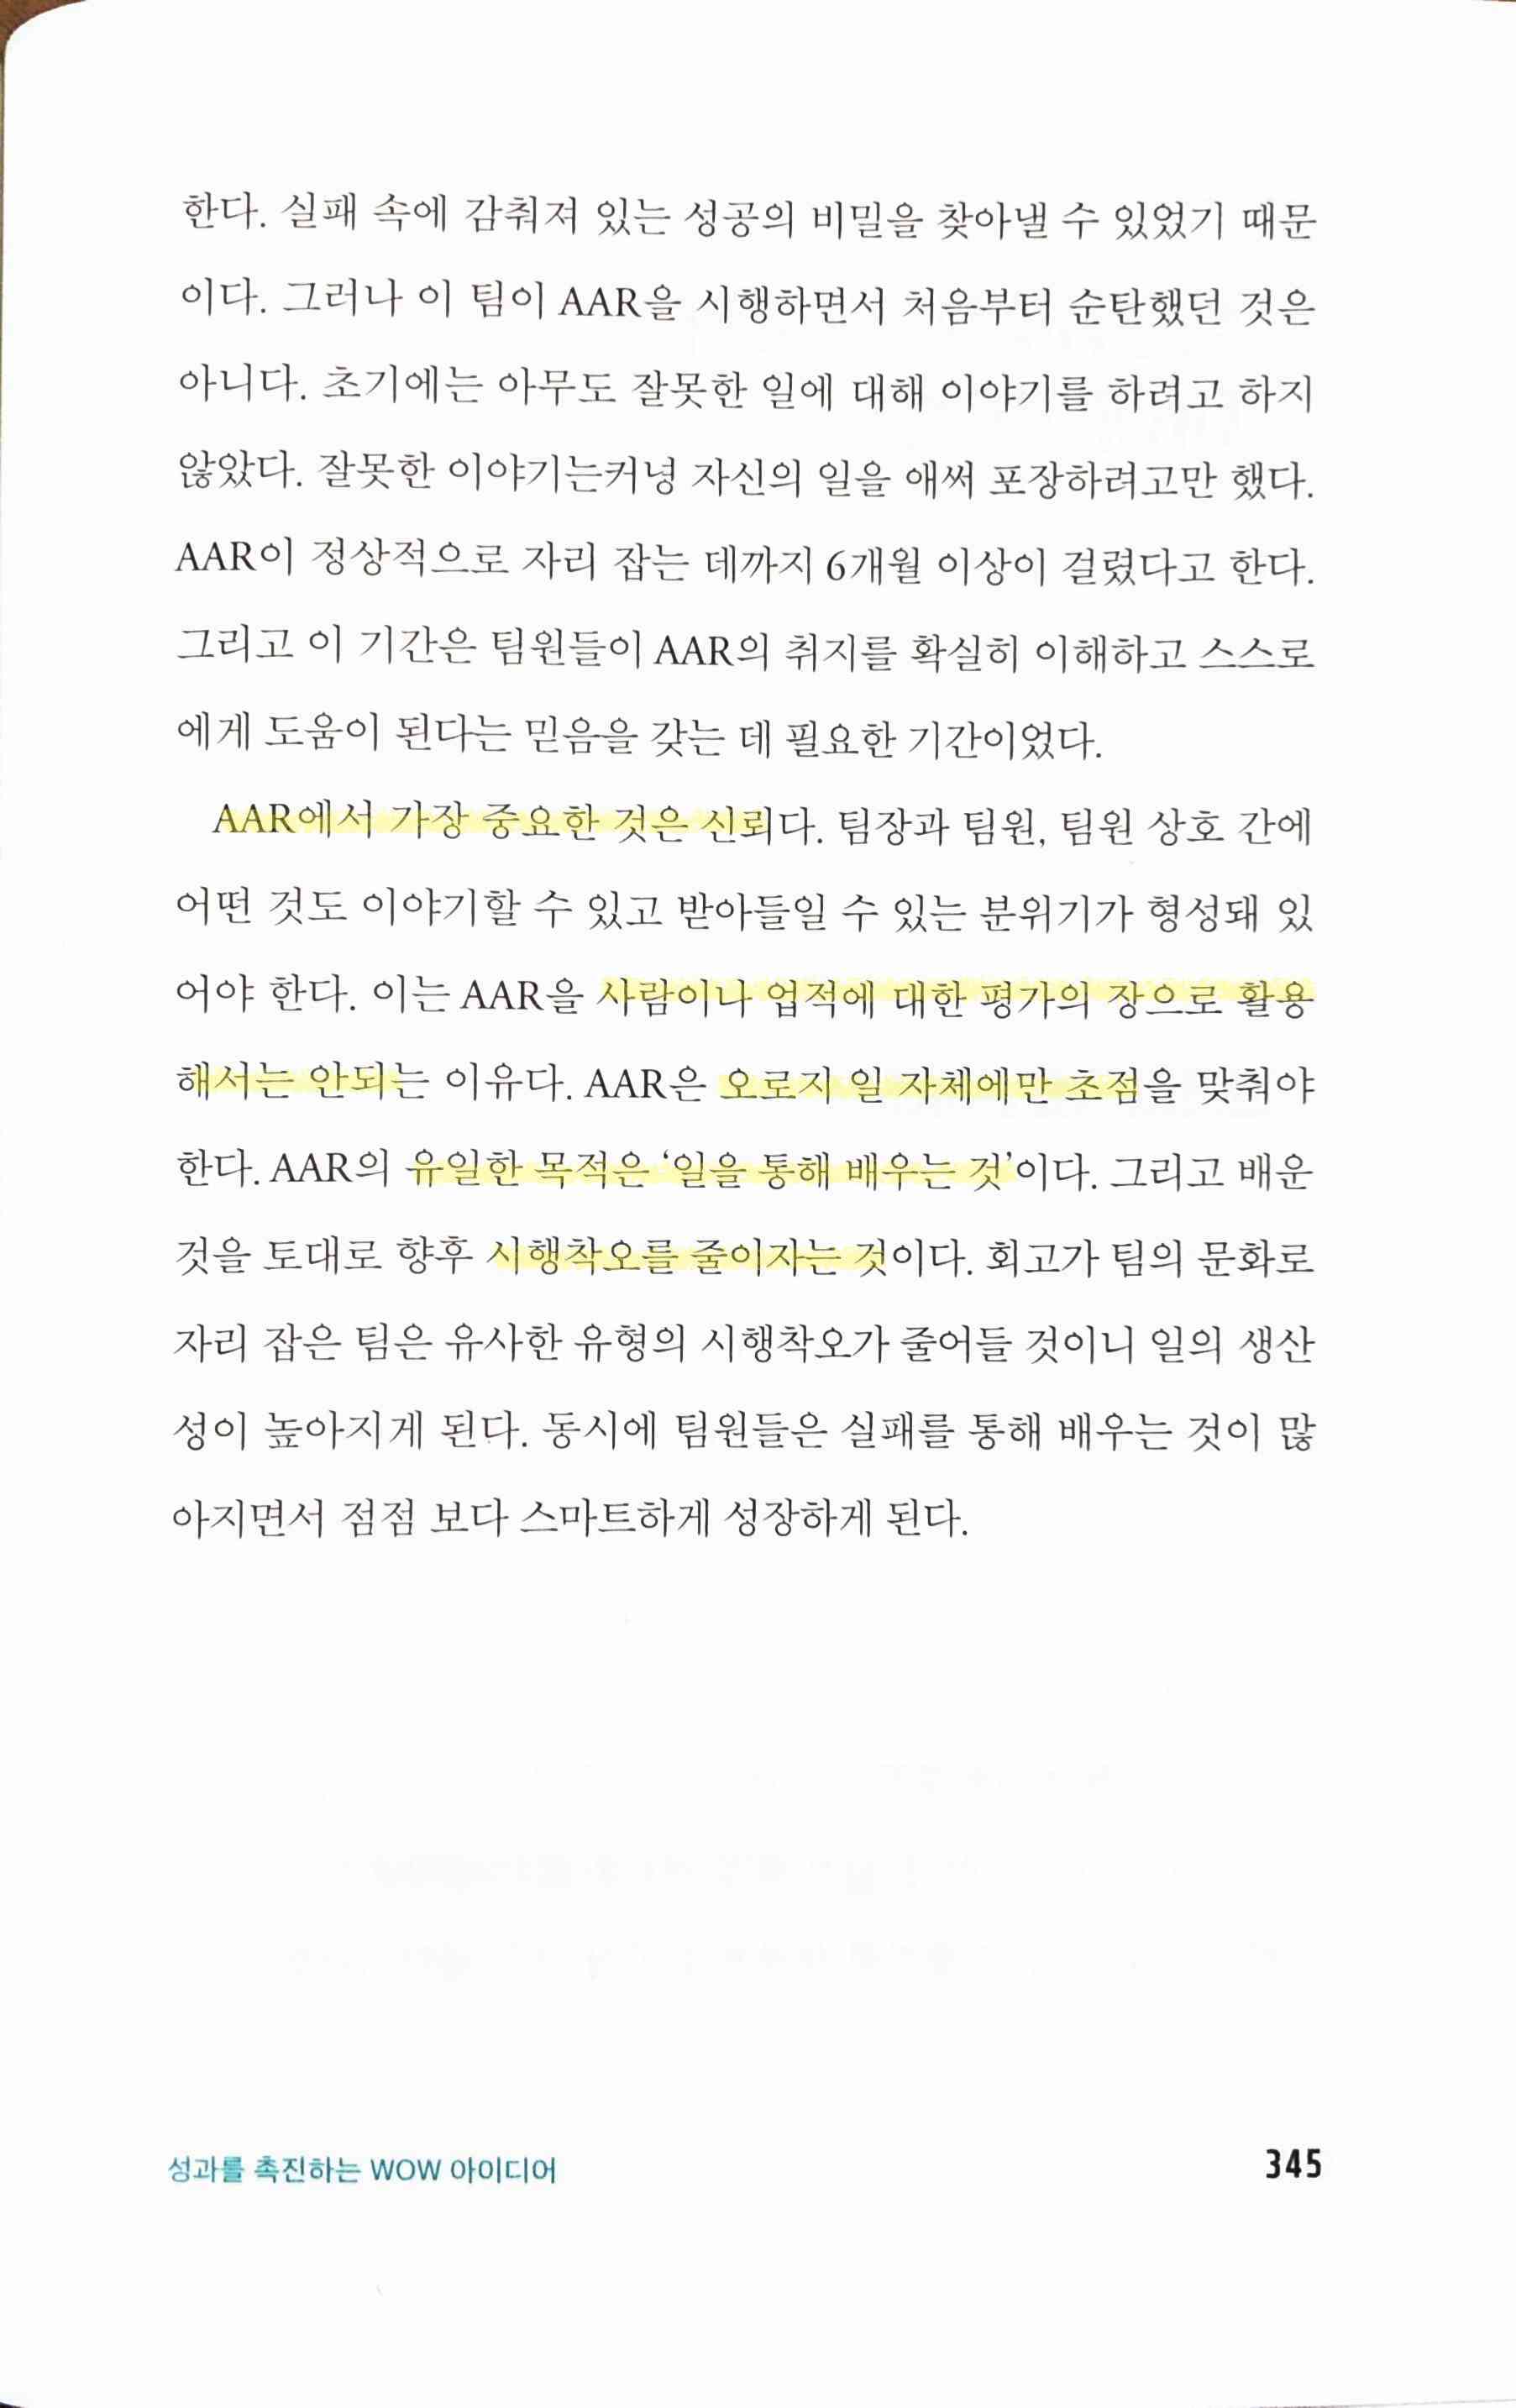 한다. 실패 속에 감춰져 있는 성공의 비밀을 찾아낼 수 있었기 때문
이다. 그러나 이 팀이 AAR을 시행하면서 처음부터 순탄했던 것은
아니다. 초기에는 아무도 잘못한 일에 대해 이야기를 하려고 하지
않았다. 잘못한 이야기는커녕 자신의 일을 애써 포장하려고만 했다.
AAR이 정상적으로 자리 잡는 데까지 6개월 이상이 걸렸다고 한다.
그리고 이 기간은 팀원들이 AAR의 취지를 확실히 이해하고 스스로
에게 도움이 된다는 믿음을 갖는 데 필요한 기간이었다.
AAR에서 가장 중요한 것은 신뢰다. 팀장과 팀원, 팀원 상호 간에
어떤 것도 이야기할 수 있고 받아들일 수 있는 분위기가 형성돼 있
어야 한다. 이는 AAR을 사람이나 업적에 대한 평가의 장으로 활용
해서는 안되는 이유다. AAR은 오로지 일 자체에만 초점을 맞춰야
한다. AAR의 유일한 목적은 ‘일을 통해 배우는 것’이다. 그리고 배운
것을 토대로 향후 시행착오를 줄이자는 것이다. 회고가 팀의 문화로
자리 잡은 팀은 유사한 유형의 시행착오가 줄어들 것이니 일의 생산
성이 높아지게 된다. 동시에 팀원들은 실패를 통해 배우는 것이 많
아지면서 점점 보다 스마트하게 성장하게 된다.
성과를 촉진하는 WOW 아이디어
345